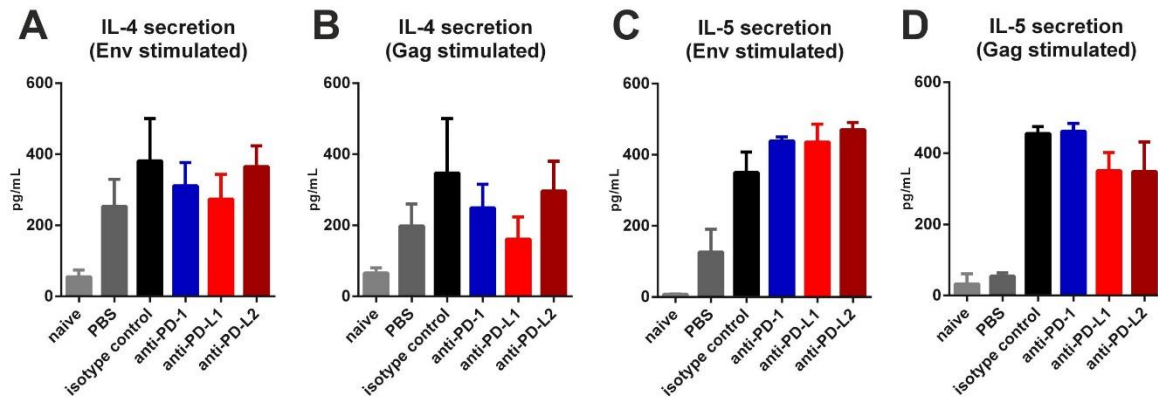 A
IL-4 secretion
(Env stimulated)
600
400
200
0
pg/mL
naive
PBS
isotype control
anti-PD-1
anti-PD-L1
anti-PD-L2
B
IL-4 secretion
(Gag stimulated)
600
400
200
0
pg/mL
naive
PBS
isotype control
anti-PD-1
anti-PD-L1
anti-PD-L2
C
IL-5 secretion
(Env stimulated)
600
400
200
0
pg/mL
naive
PBS
isotype control
anti-PD-1
anti-PD-L1
anti-PD-L2
D
IL-5 secretion
(Gag stimulated)
600
400
200
0
pg/mL
naive
PBS
isotype control
anti-PD-1
anti-PD-L1
anti-PD-L2